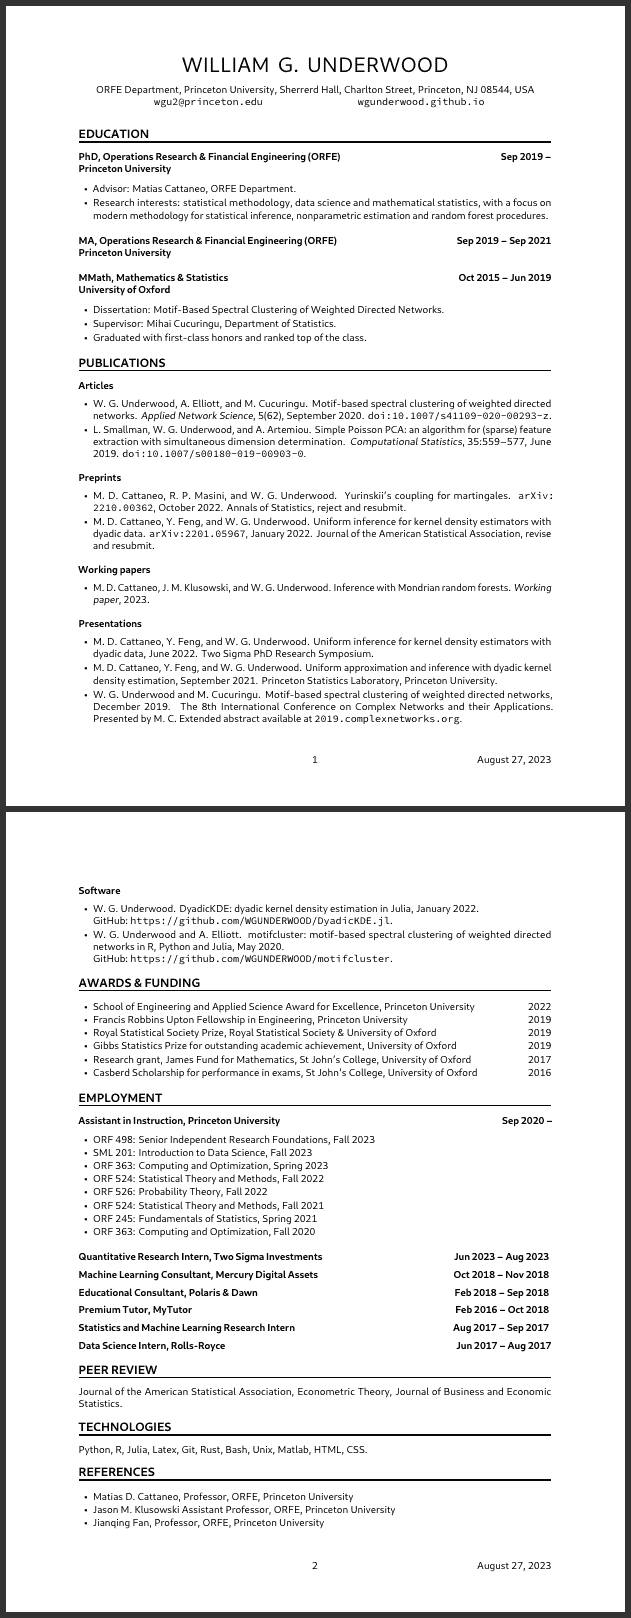 WILLIAM G. UNDERWOOD
ORFE Department, Princeton University, Sherrerd Hall, Charlton Street, Princeton, NJ 08544, USA
wgu2@princeton.edu wgunderwood.github.io
EDUCATION
PhD, Operations Research & Financial Engineering (ORFE) Sep 2019 –
Princeton University
• Advisor: Matias Cattaneo, ORFE Department.
• Research interests: statistical methodology, data science and mathematical statistics, with a focus on
modern methodology for statistical inference, nonparametric estimation and random forest procedures.
MA, Operations Research & Financial Engineering (ORFE) Sep 2019 – Sep 2021
Princeton University
MMath, Mathematics & Statistics Oct 2015 – Jun 2019
University of Oxford
• Dissertation: Motif-Based Spectral Clustering of Weighted Directed Networks.
• Supervisor: Mihai Cucuringu, Department of Statistics.
• Graduated with first-class honors and ranked top of the class.
PUBLICATIONS
Articles
• W. G. Underwood, A. Elliott, and M. Cucuringu. Motif-based spectral clustering of weighted directed
networks. Applied Network Science, 5(62), September 2020. doi:10.1007/s41109-020-00293-z.
• L. Smallman, W. G. Underwood, and A. Artemiou. Simple Poisson PCA: an algorithm for (sparse) feature
extraction with simultaneous dimension determination. Computational Statistics, 35:559–577, June
2019. doi:10.1007/s00180-019-00903-0.
Preprints
• M. D. Cattaneo, R. P. Masini, and W. G. Underwood. Yurinskii's coupling for martingales. arXiv:
2210.00362, October 2022. Annals of Statistics, reject and resubmit.
• M. D. Cattaneo, Y. Feng, and W. G. Underwood. Uniform inference for kernel density estimators with
dyadic data. arXiv:2201.05967, January 2022. Journal of the American Statistical Association, revise
and resubmit.
Working papers
• M. D. Cattaneo, J. M. Klusowski, and W. G. Underwood. Inference with Mondrian random forests. Working
paper, 2023.
Presentations
• M. D. Cattaneo, Y. Feng, and W. G. Underwood. Uniform inference for kernel density estimators with
dyadic data, June 2022. Two Sigma PhD Research Symposium.
• M. D. Cattaneo, Y. Feng, and W. G. Underwood. Uniform approximation and inference with dyadic kernel
density estimation, September 2021. Princeton Statistics Laboratory, Princeton University.
• W. G. Underwood and M. Cucuringu. Motif-based spectral clustering of weighted directed networks,
December 2019. The 8th International Conference on Complex Networks and their Applications.
Presented by M. C. Extended abstract available at 2019.complexnetworks.org.
1 August 27, 2023
Software
• W. G. Underwood. DyadicKDE: dyadic kernel density estimation in Julia, January 2022.
GitHub: https://github.com/WGUNDERWOOD/DyadicKDE.jl.
• W. G. Underwood and A. Elliott. motifcluster: motif-based spectral clustering of weighted directed
networks in R, Python and Julia, May 2020.
GitHub: https://github.com/WGUNDERWOOD/motifcluster.
AWARDS & FUNDING
• School of Engineering and Applied Science Award for Excellence, Princeton University 2022
• Francis Robbins Upton Fellowship in Engineering, Princeton University 2019
• Royal Statistical Society Prize, Royal Statistical Society & University of Oxford 2019
• Gibbs Statistics Prize for outstanding academic achievement, University of Oxford 2019
• Research grant, James Fund for Mathematics, St John's College, University of Oxford 2017
• Casberd Scholarship for performance in exams, St John's College, University of Oxford 2016
EMPLOYMENT
Assistant in Instruction, Princeton University Sep 2020 –
• ORF 498: Senior Independent Research Foundations, Fall 2023
• SML 201: Introduction to Data Science, Fall 2023
• ORF 363: Computing and Optimization, Spring 2023
• ORF 524: Statistical Theory and Methods, Fall 2022
• ORF 526: Probability Theory, Fall 2022
• ORF 524: Statistical Theory and Methods, Fall 2021
• ORF 245: Fundamentals of Statistics, Spring 2021
• ORF 363: Computing and Optimization, Fall 2020
Quantitative Research Intern, Two Sigma Investments Jun 2023 – Aug 2023
Machine Learning Consultant, Mercury Digital Assets Oct 2018 – Nov 2018
Educational Consultant, Polaris & Dawn Feb 2018 – Sep 2018
Premium Tutor, MyTutor Feb 2016 – Oct 2018
Statistics and Machine Learning Research Intern Aug 2017 – Sep 2017
Data Science Intern, Rolls-Royce Jun 2017 – Aug 2017
PEER REVIEW
Journal of the American Statistical Association, Econometric Theory, Journal of Business and Economic
Statistics.
TECHNOLOGIES
Python, R, Julia, Latex, Git, Rust, Bash, Unix, Matlab, HTML, CSS.
REFERENCES
• Matias D. Cattaneo, Professor, ORFE, Princeton University
• Jason M. Klusowski Assistant Professor, ORFE, Princeton University
• Jianqing Fan, Professor, ORFE, Princeton University
2 August 27, 2023